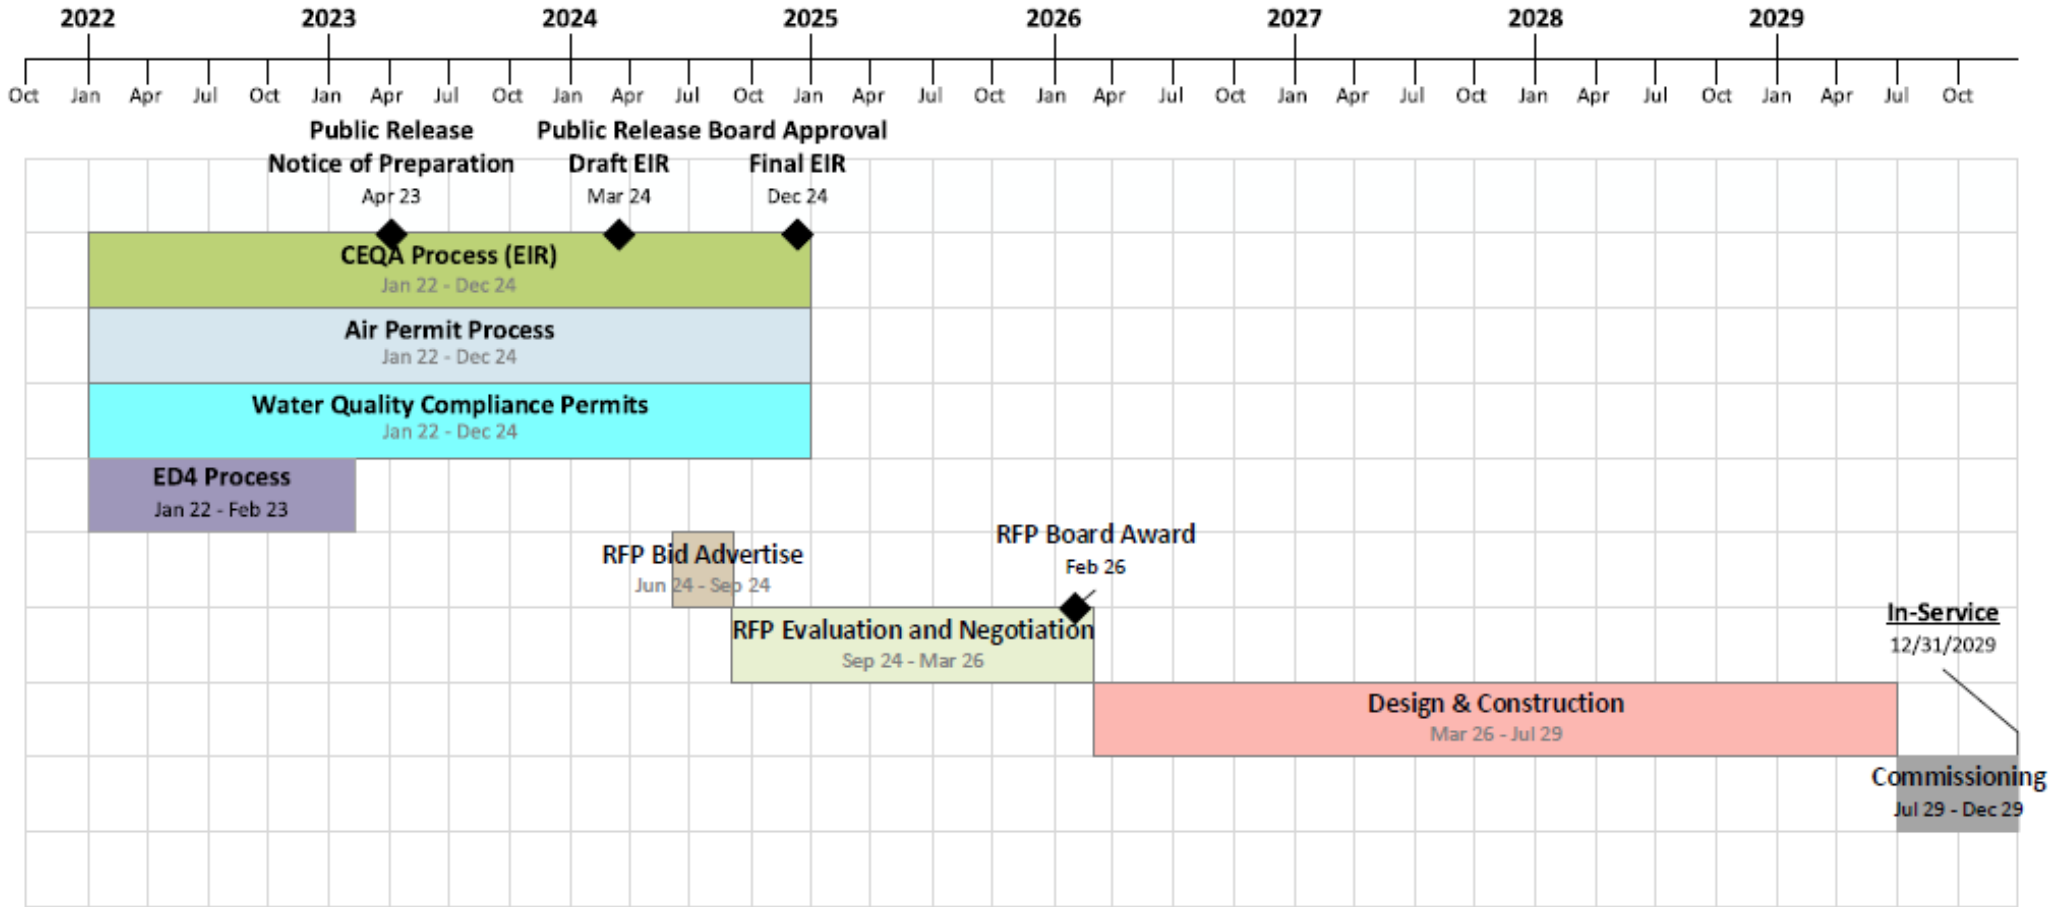 2022 2023 2024 2025 2026 2027 2028 2029
Oct Jan Apr Jul Oct Jan Apr Jul Oct Jan Apr Jul Oct Jan Apr Jul Oct Jan Apr Jul Oct Jan Apr Jul Oct Jan Apr Jul Oct Jan Apr Jul Oct
Public Release
Notice of Preparation
Apr 23
Public Release
Draft EIR
Mar 24
Board Approval
Final EIR
Dec 24
CEQA Process (EIR)
Jan 22 - Dec 24
Air Permit Process
Jan 22 - Dec 24
Water Quality Compliance Permits
Jan 22 - Dec 24
ED4 Process
Jan 22 - Feb 23
RFP Bid Advertise
Jun 24 - Sep 24
RFP Board Award
Feb 26
RFP Evaluation and Negotiation
Sep 24 - Mar 26
In-Service
12/31/2029
Design & Construction
Mar 26 - Jul 29
Commissioning
Jul 29 - Dec 29